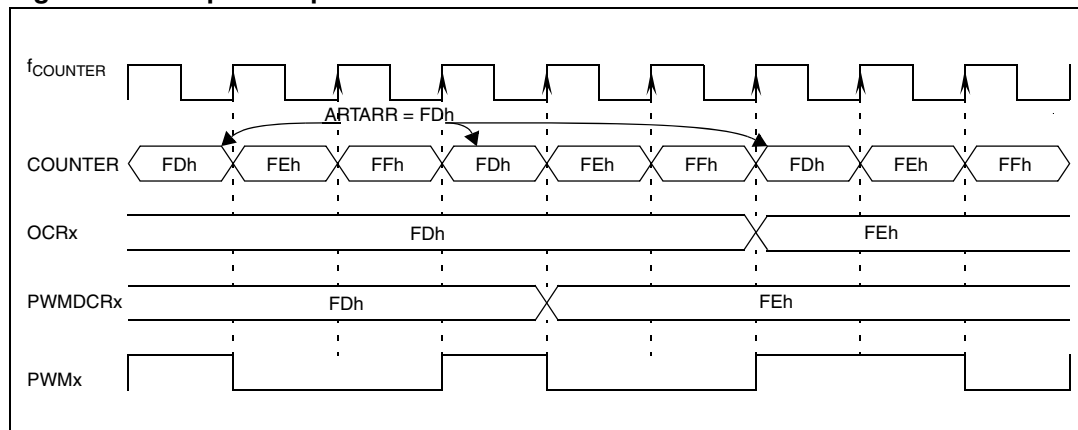 fCOUNTER
ARTARR = FDh
COUNTER FDh FEh FFh FDh FEh FFh FDh FEh FFh
OCRx FDh FEh
PWMDCRx FDh FEh
PWMx